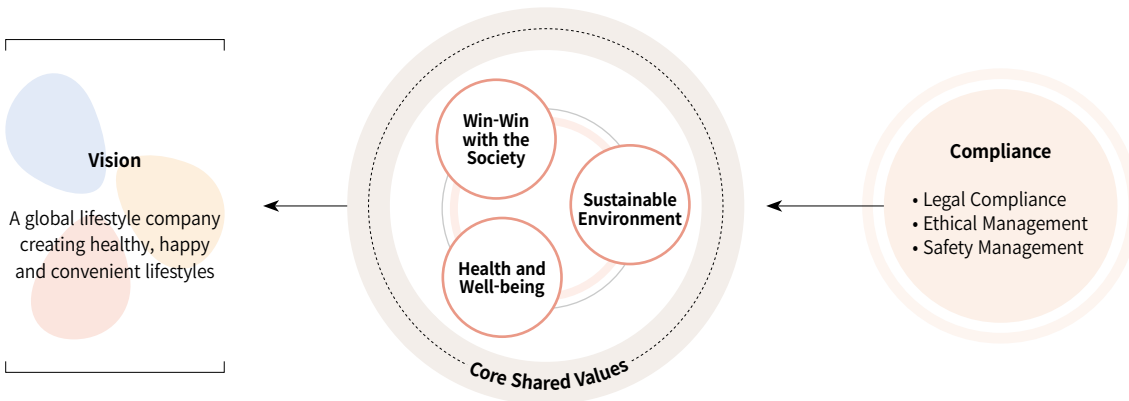 Vision
A global lifestyle company
creating healthy, happy
and convenient lifestyles
Win-Win
with the
Society
Sustainable
Environment
Health and
Well-being
Core Shared Values
Compliance
• Legal Compliance
• Ethical Management
• Safety Management